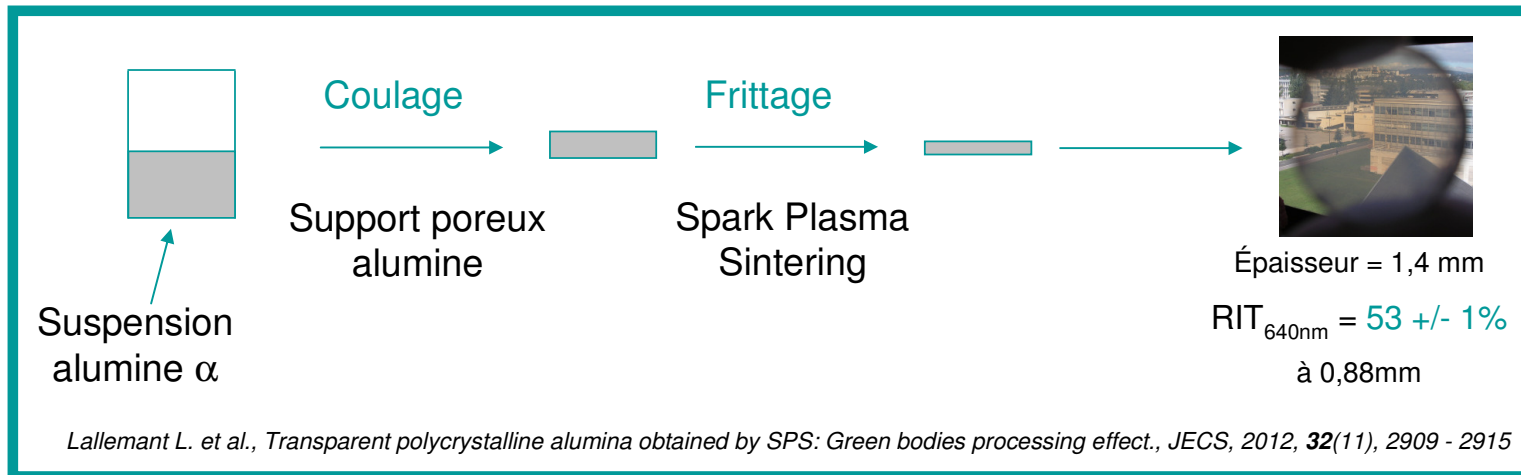 Coulage
Frittage
Support poreux
alumine
Spark Plasma
Sintering
Suspension
alumine α
Épaisseur = 1,4 mm
RIT640nm = 53 +/- 1%
à 0,88mm
Lallemant L. et al., Transparent polycrystalline alumina obtained by SPS: Green bodies processing effect., JECS, 2012, 32(11), 2909 - 2915